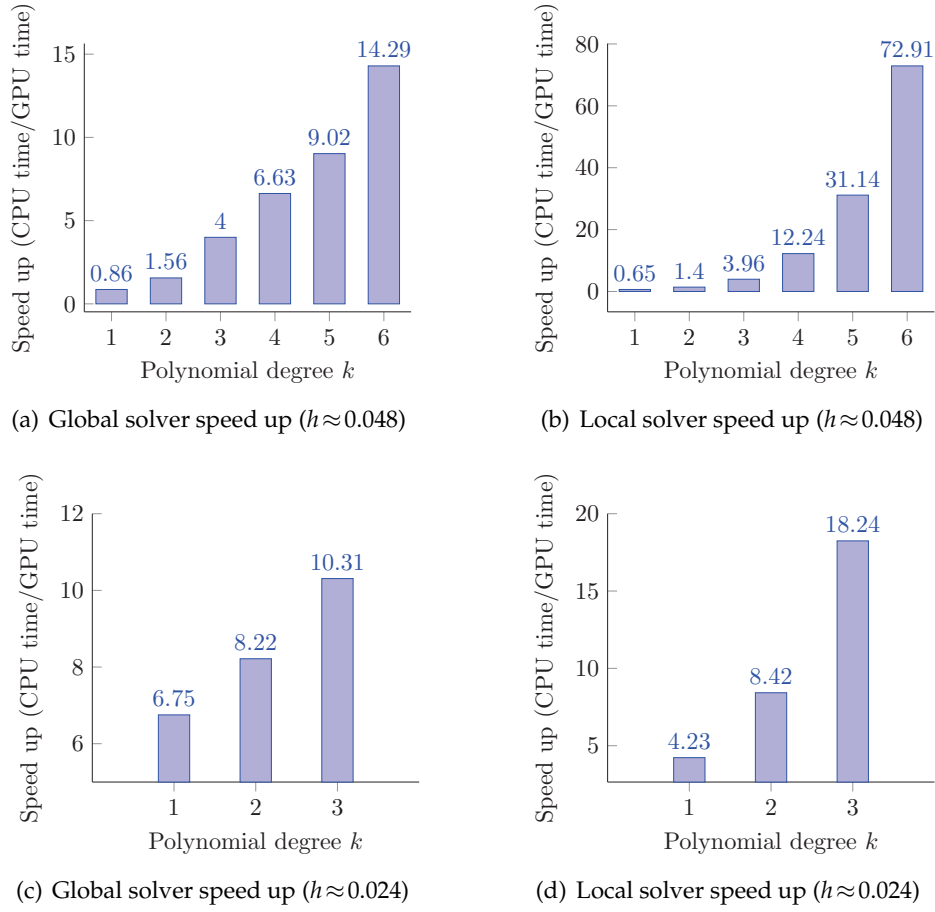 Speed up (CPU time/GPU time)
15
10
5
0
0.86
1.56
4
6.63
9.02
14.29
1 2 3 4 5 6
Polynomial degree k
(a) Global solver speed up (h≈0.048)
Speed up (CPU time/GPU time)
80
60
40
20
0
0.65
1.4
3.96
12.24
31.14
72.91
1 2 3 4 5 6
Polynomial degree k
(b) Local solver speed up (h≈0.048)
Speed up (CPU time/GPU time)
12
10
8
6
6.75
8.22
10.31
1 2 3
Polynomial degree k
(c) Global solver speed up (h≈0.024)
Speed up (CPU time/GPU time)
20
15
10
5
4.23
8.42
18.24
1 2 3
Polynomial degree k
(d) Local solver speed up (h≈0.024)